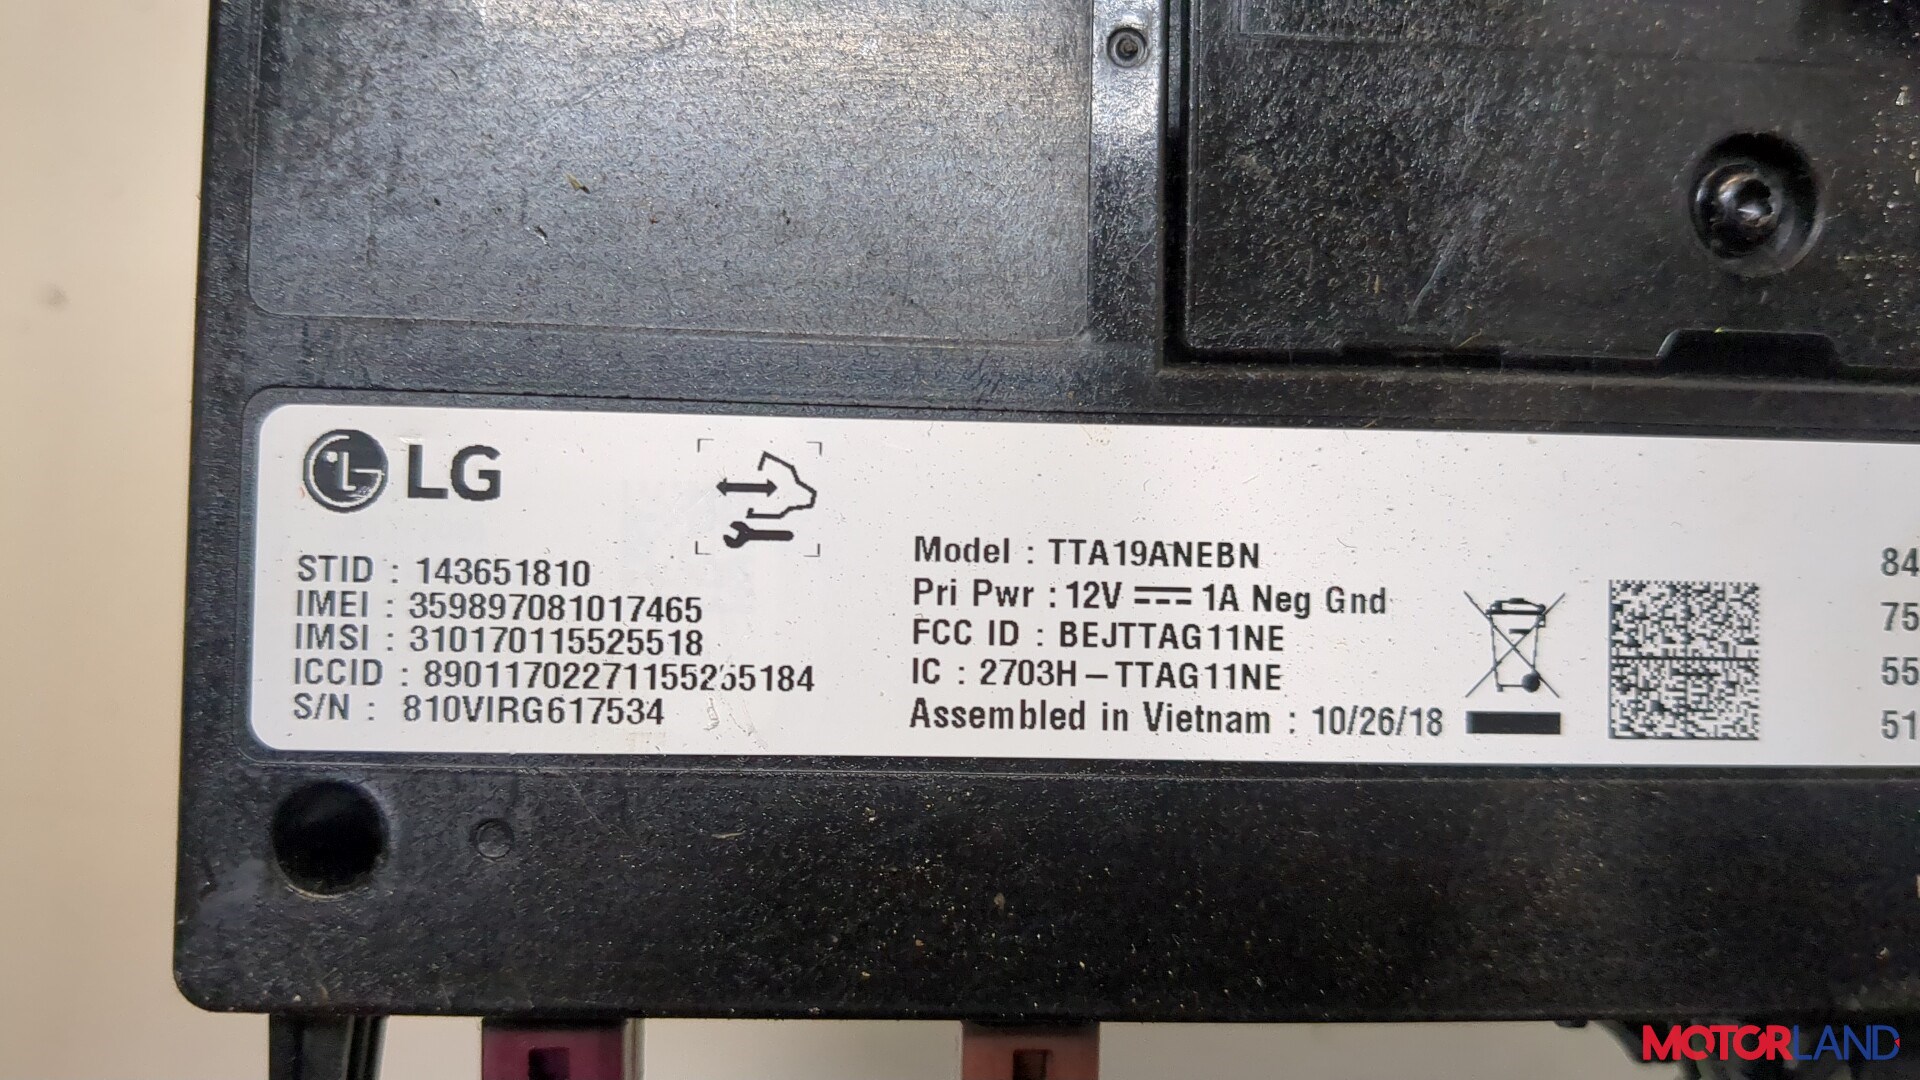 LG
STID : 143651810
IMEI : 359897081017465
IMSI : 310170115525518
ICCID : 89011702271155255184
S/N : 810VIRG617534
Model : TTA19ANEBN
Pri Pwr : 12V ⎓ 1A Neg Gnd
FCC ID : BEJTTAG11NE
IC : 2703H-TTAG11NE
Assembled in Vietnam : 10/26/18
84
75
55
51
MOTORLAND